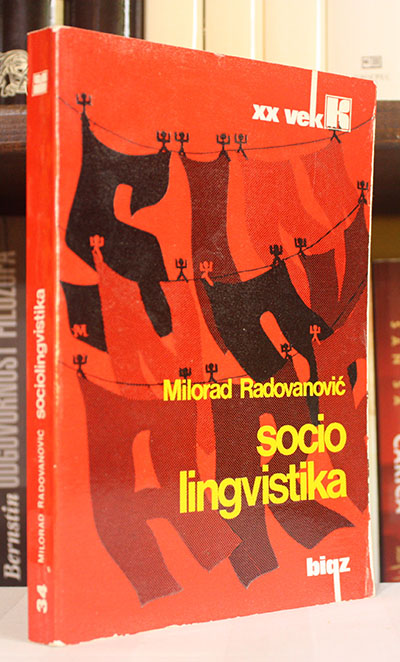 xx vek
K
Milorad Radovanović
socio
lingvistika
bigz
34 MILORAD RADOVANOVIĆ sociolingvistika
Bernstin ODGOVORNOST FILOZOFA